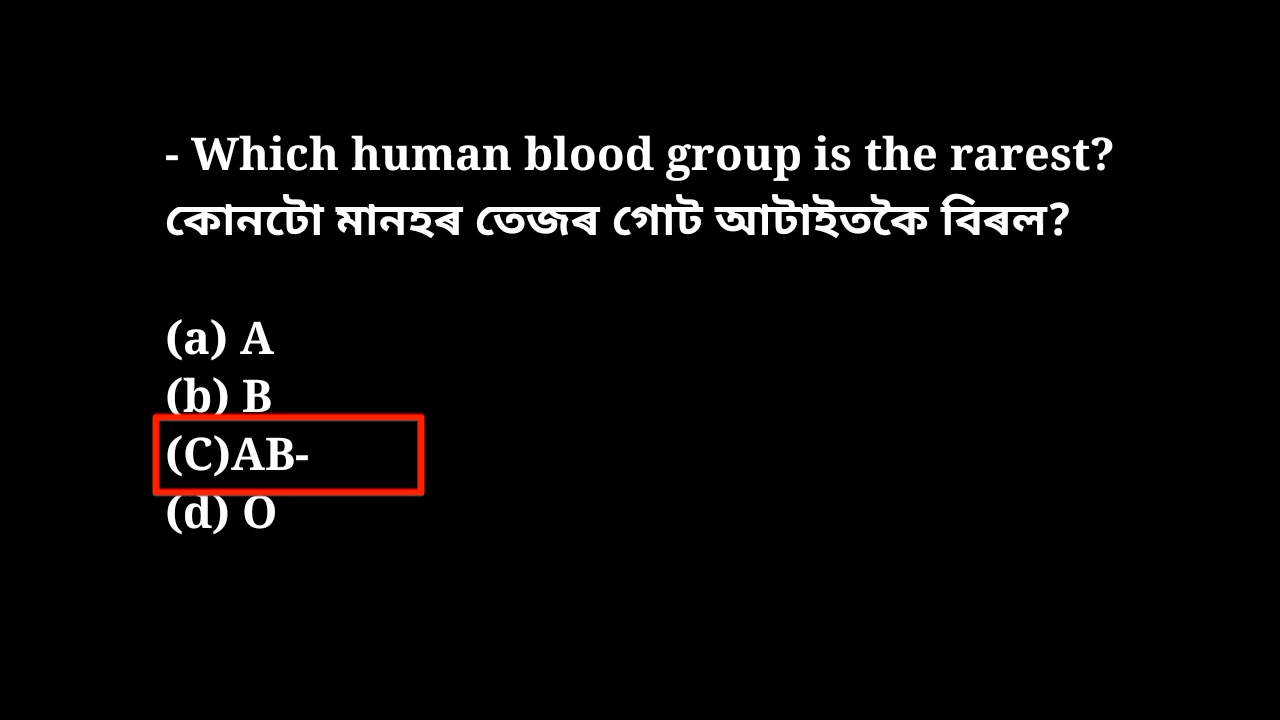 - Which human blood group is the rarest?
কোনটো মানহৰ তেজৰ গোট আটাইতকৈ বিৰল?
(a) A
(b) B
(C)AB-
(d) O